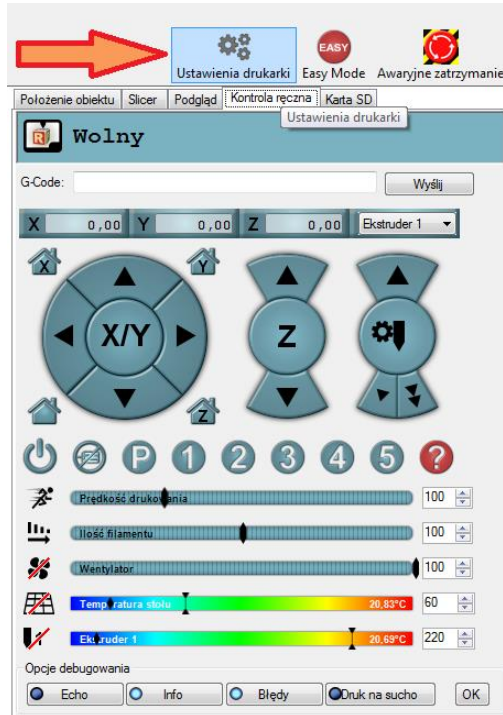 EASY
Ustawienia drukarki Easy Mode Awaryjne zatrzymanie
Położenie obiektu Slicer Podgląd Kontrola ręczna Karta SD
Ustawienia drukarki
Wolny
G-Code: Wyślij
X 0,00 Y 0,00 Z 0,00 Ekstruder 1
X Y
X/Y Z
Z
P 1 2 3 4 5 ?
Prędkość drukowania 100
Ilość filamentu 100
Wentylator 100
Temperatura stołu 20,83°C 60
Ekstruder 1 20,69°C 220
Opcje debugowania
Echo Info Błędy Druk na sucho OK